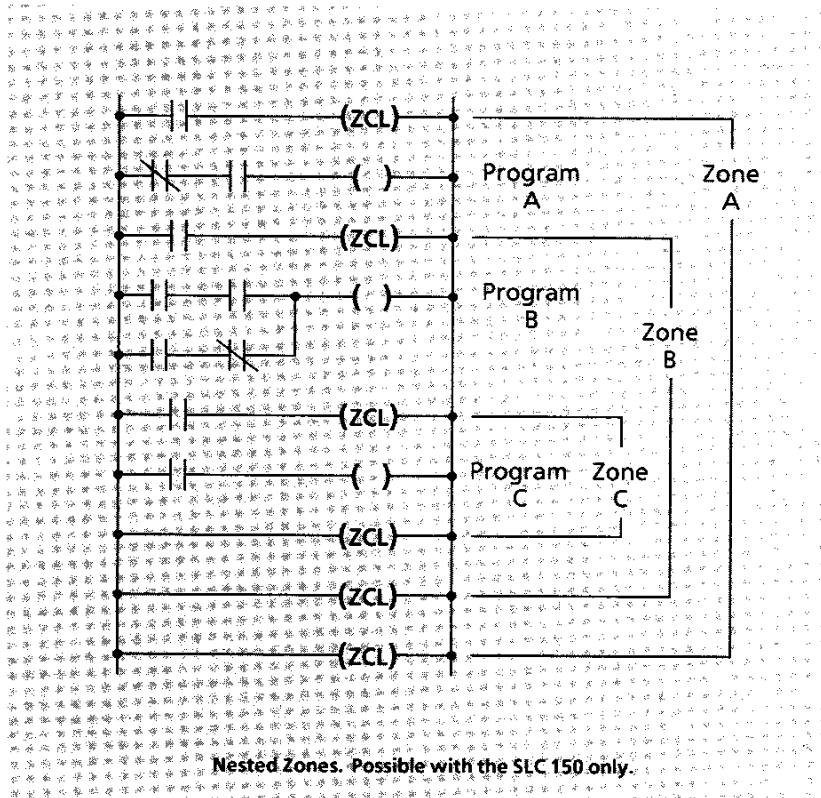 (ZCL)
Program
A
Zone
A
(ZCL)
Program
B
Zone
B
(ZCL)
Program
C
Zone
C
(ZCL)
(ZCL)
(ZCL)
Nested Zones. Possible with the SLC 150 only.